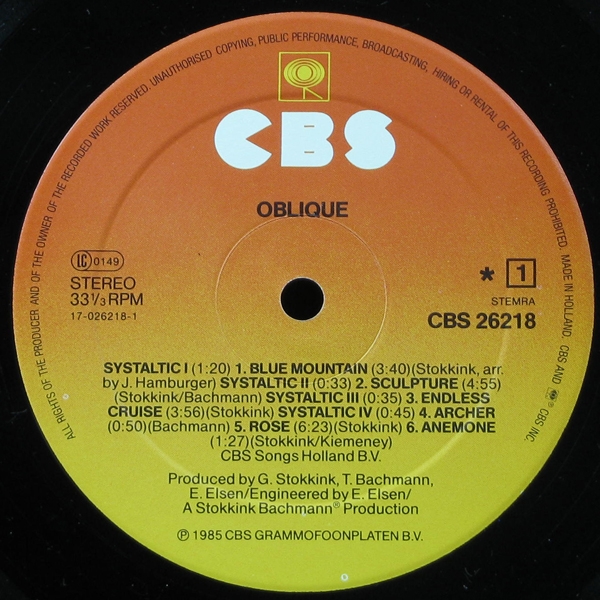 ALL RIGHTS OF THE PRODUCER AND OF THE OWNER OF THE RECORDED WORK RESERVED. UNAUTHORISED COPYING, PUBLIC PERFORMANCE, BROADCASTING, HIRING OR RENTAL OF THIS RECORDING PROHIBITED. MADE IN HOLLAND. CBS AND ® CBS INC.
CBS
OBLIQUE
LC 0149
STEREO
33⅓ RPM
17-026218-1
* 1
STEMRA
CBS 26218
SYSTALTIC I (1:20) 1. BLUE MOUNTAIN (3:40)(Stokkink, arr.
by J. Hamburger) SYSTALTIC II (0:33) 2. SCULPTURE (4:55)
(Stokkink/Bachmann) SYSTALTIC III (0:35) 3. ENDLESS
CRUISE (3:56)(Stokkink) SYSTALTIC IV (0:45) 4. ARCHER
(0:50)(Bachmann) 5. ROSE (6:23)(Stokkink) 6. ANEMONE
(1:27)(Stokkink/Kiemeney)
CBS Songs Holland B.V.
Produced by G. Stokkink, T. Bachmann,
E. Elsen/Engineered by E. Elsen/
A Stokkink Bachmann® Production
℗ 1985 CBS GRAMMOFOONPLATEN B.V.